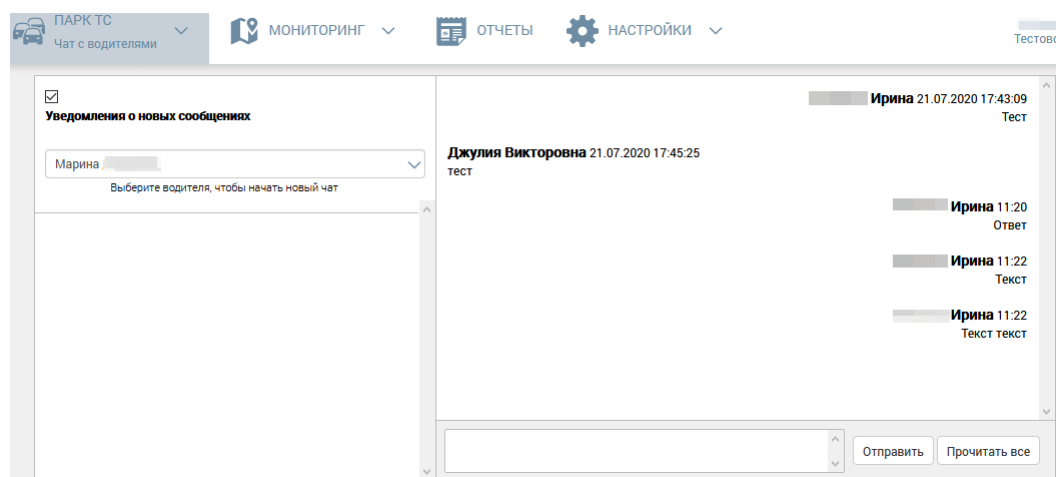 ПАРК ТС
Чат с водителями
МОНИТОРИНГ
ОТЧЕТЫ
НАСТРОЙКИ
Уведомления о новых сообщениях
Марина
Выберите водителя, чтобы начать новый чат
Ирина 21.07.2020 17:43:09
Тест
Джулия Викторовна 21.07.2020 17:45:25
тест
Ирина 11:20
Ответ
Ирина 11:22
Текст
Ирина 11:22
Текст текст
Отправить
Прочитать все